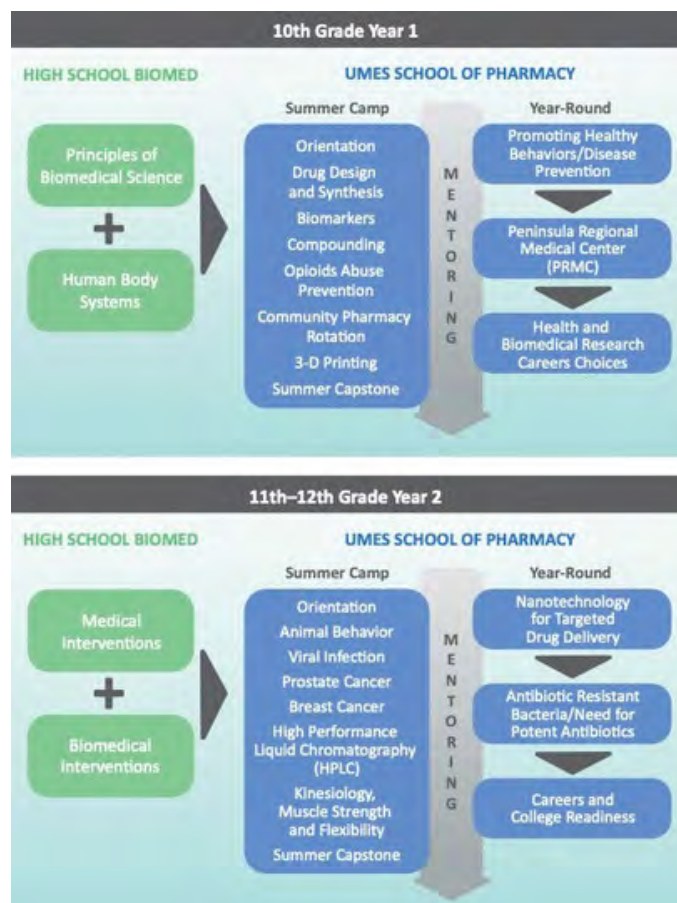 10th Grade Year 1
HIGH SCHOOL BIOMED
UMES SCHOOL OF PHARMACY
Principles of
Biomedical Science
+
Human Body
Systems
Summer Camp
Orientation
Drug Design
and Synthesis
Biomarkers
Compounding
Opioids Abuse
Prevention
Community Pharmacy
Rotation
3-D Printing
Summer Capstone
MENTORING
Year-Round
Promoting Healthy
Behaviors/Disease
Prevention
Peninsula Regional
Medical Center
(PRMC)
Health and
Biomedical Research
Careers Choices
11th–12th Grade Year 2
HIGH SCHOOL BIOMED
UMES SCHOOL OF PHARMACY
Medical
Interventions
+
Biomedical
Interventions
Summer Camp
Orientation
Animal Behavior
Viral Infection
Prostate Cancer
Breast Cancer
High Performance
Liquid Chromatography
(HPLC)
Kinesiology,
Muscle Strength
and Flexibility
Summer Capstone
MENTORING
Year-Round
Nanotechnology
for Targeted
Drug Delivery
Antibiotic Resistant
Bacteria/Need for
Potent Antibiotics
Careers and
College Readiness